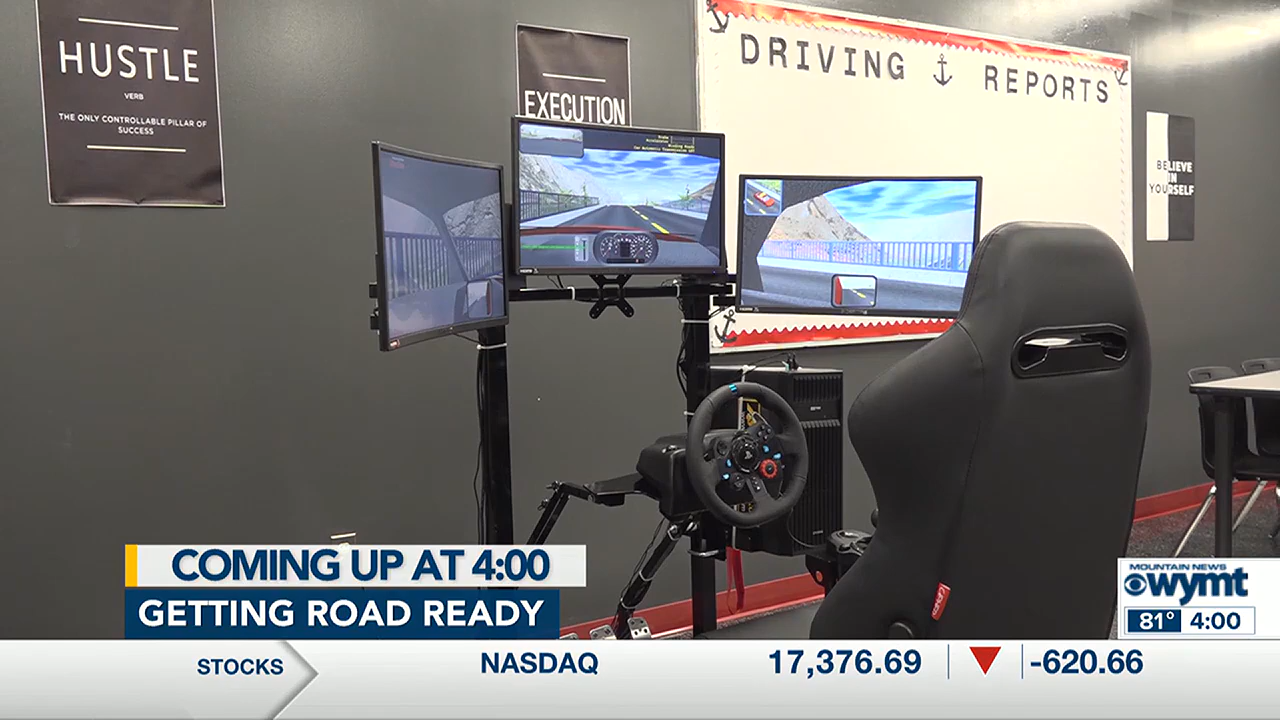 HUSTLE
VERB
THE ONLY CONTROLLABLE PILLAR OF
SUCCESS
EXECUTION
DRIVING REPORTS
BELIEVE
IN
YOURSELF
COMING UP AT 4:00
GETTING ROAD READY
MOUNTAIN NEWS
wymt
81° 4:00
STOCKS NASDAQ 17,376.69 -620.66